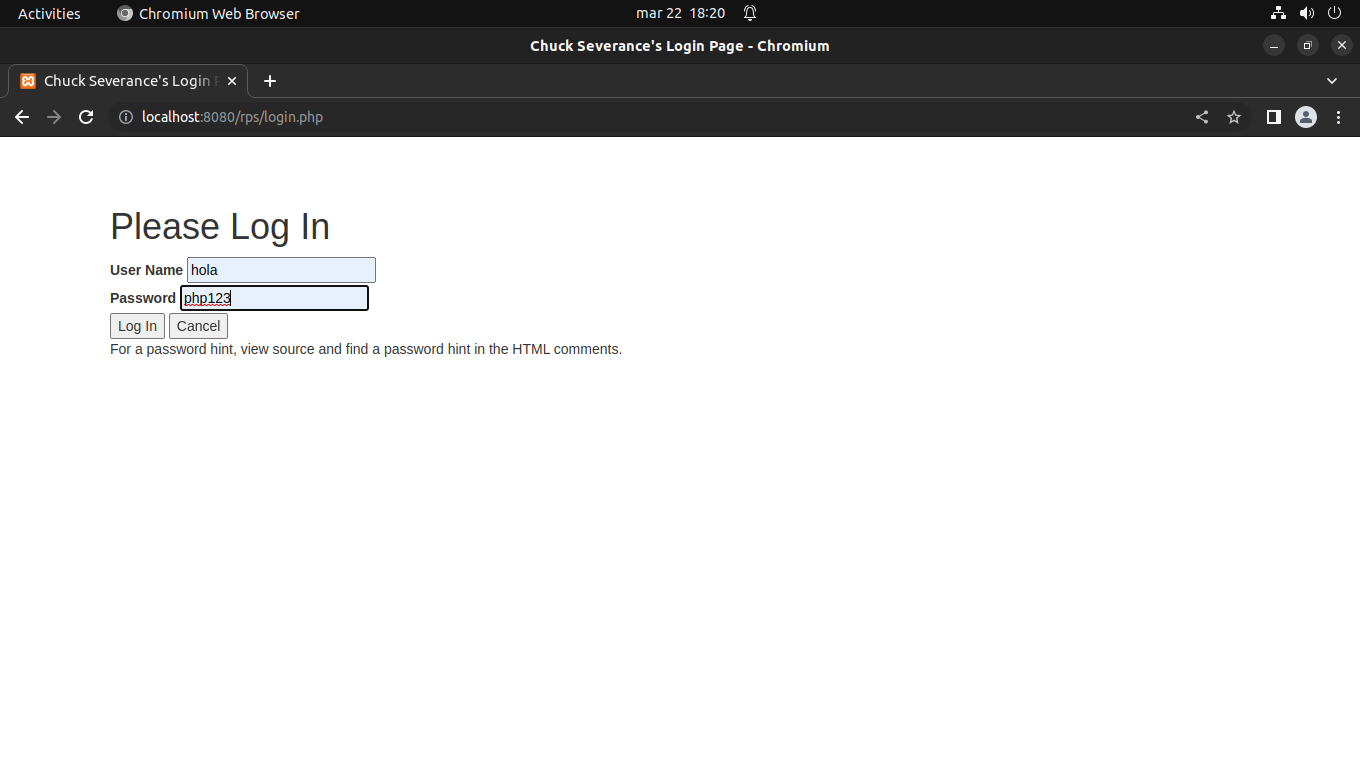 Activities Chromium Web Browser mar 22 18:20
Chuck Severance's Login Page - Chromium
Chuck Severance's Login
localhost:8080/rps/login.php
Please Log In
User Name hola
Password php123
Log In Cancel
For a password hint, view source and find a password hint in the HTML comments.